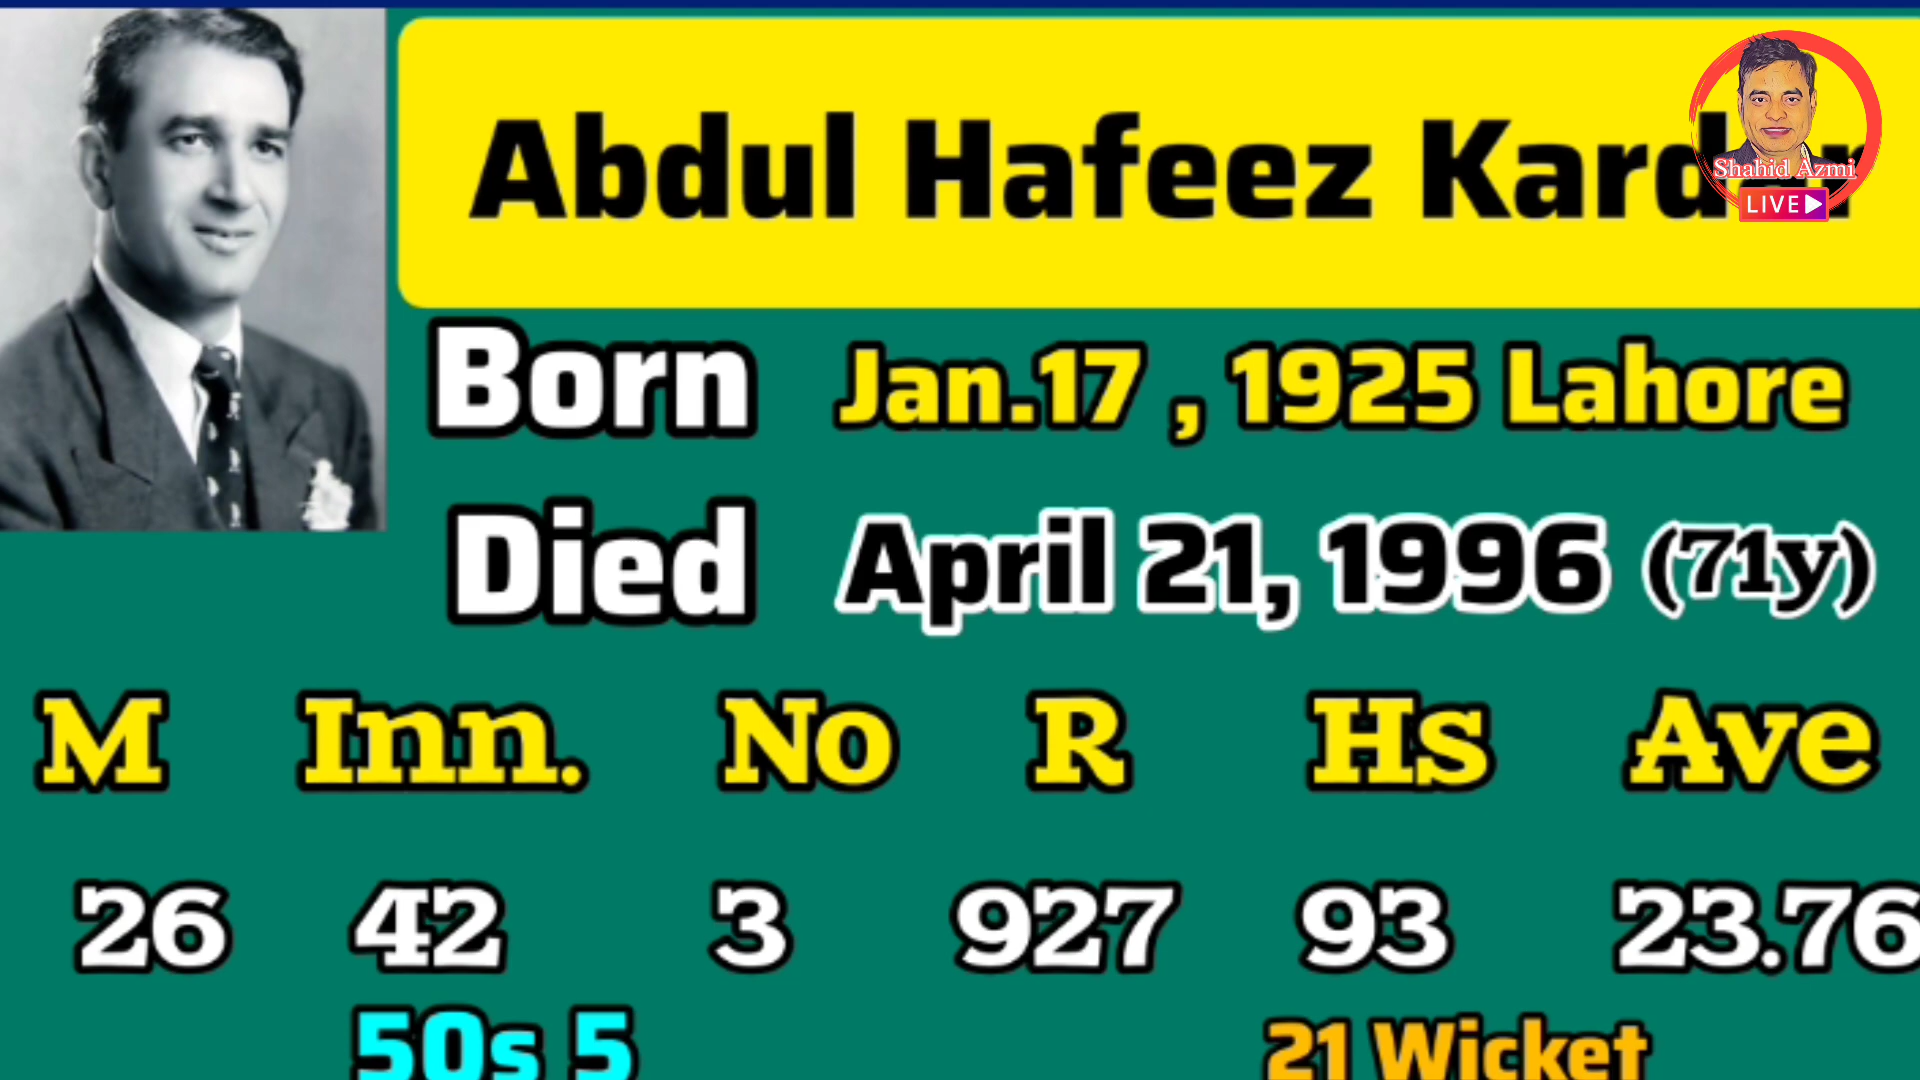 Abdul Hafeez Kardar
Shahid Azmi
LIVE
Born Jan.17 , 1925 Lahore
Died April 21, 1996 (71y)
M Inn. No R Hs Ave
26 42 3 927 93 23.76
50s 5 21 Wicket